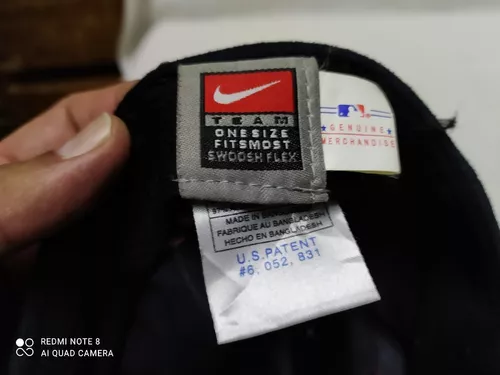 TEAM
ONE SIZE
FITS MOST
SWOOSH FLEX
GENUINE
MERCHANDISE
MADE IN BANGLADESH
FABRIQUE AU BANGLADESH
HECHO EN BANGLADESH
U.S. PATENT
#6, 052, 831
REDMI NOTE 8
AI QUAD CAMERA